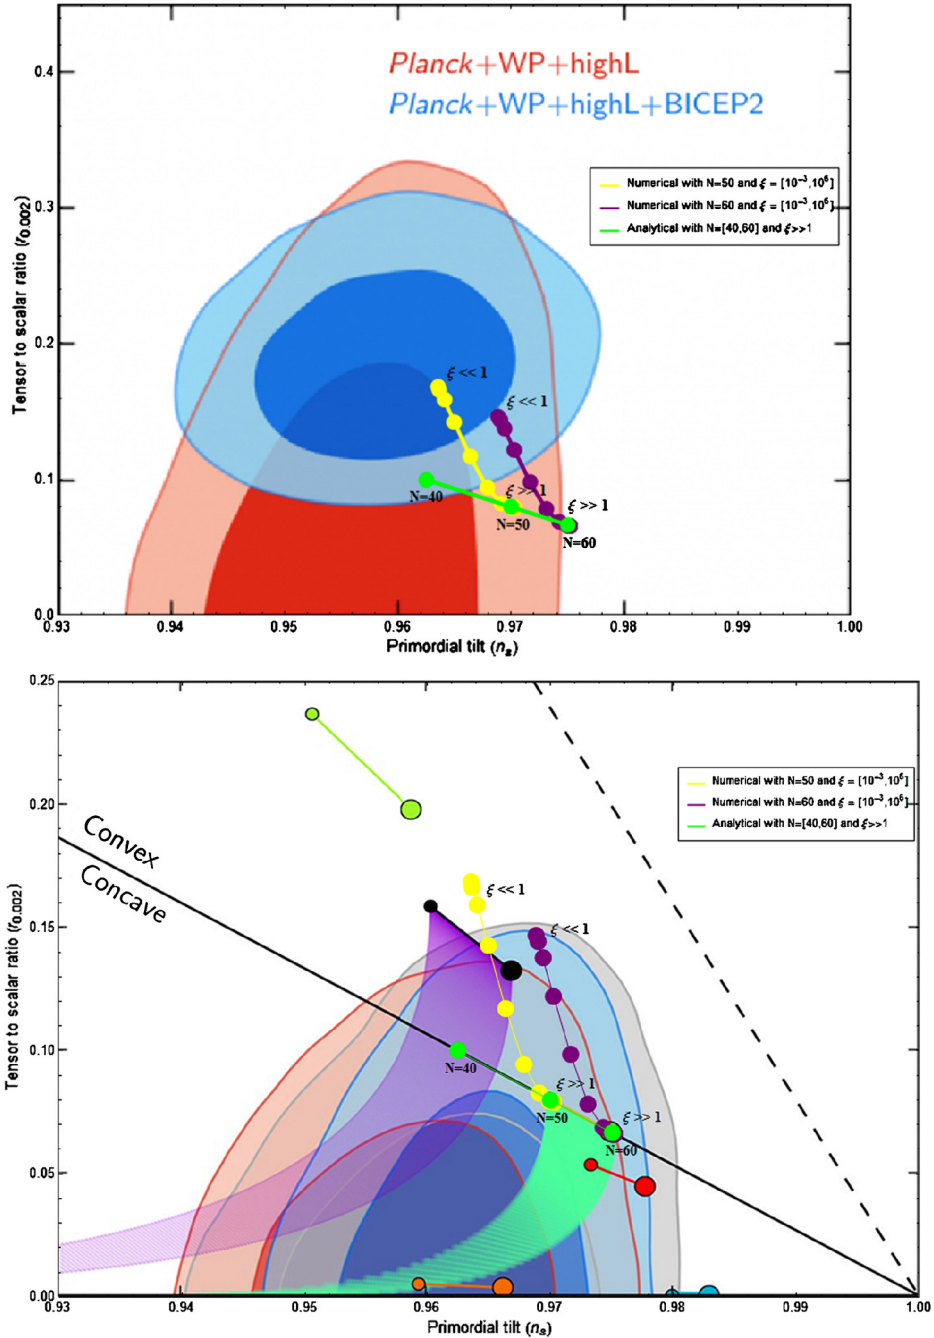 Planck+WP+highL
Planck+WP+highL+BICEP2
Numerical with N=50 and ξ = [10⁻³,10⁶]
Numerical with N=60 and ξ = [10⁻³,10⁶]
Analytical with N=[40,60] and ξ>>1
Tensor to scalar ratio (r0.002)
0.4
0.3
0.2
0.1
0.0
ξ << 1
ξ << 1
N=40
ξ >> 1
ξ >> 1
N=50
N=60
0.93 0.94 0.95 0.96 0.97 0.98 0.99 1.00
Primordial tilt (ns)
0.25
0.20
0.15
0.10
0.05
0.00
Tensor to scalar ratio (r0.002)
Numerical with N=50 and ξ = [10⁻³,10⁶]
Numerical with N=60 and ξ = [10⁻³,10⁶]
Analytical with N=[40,60] and ξ>>1
Convex
Concave
ξ << 1
ξ << 1
N=40
ξ >> 1
N=50
ξ >> 1
N=60
0.93 0.94 0.95 0.96 0.97 0.98 0.99 1.00
Primordial tilt (ns)